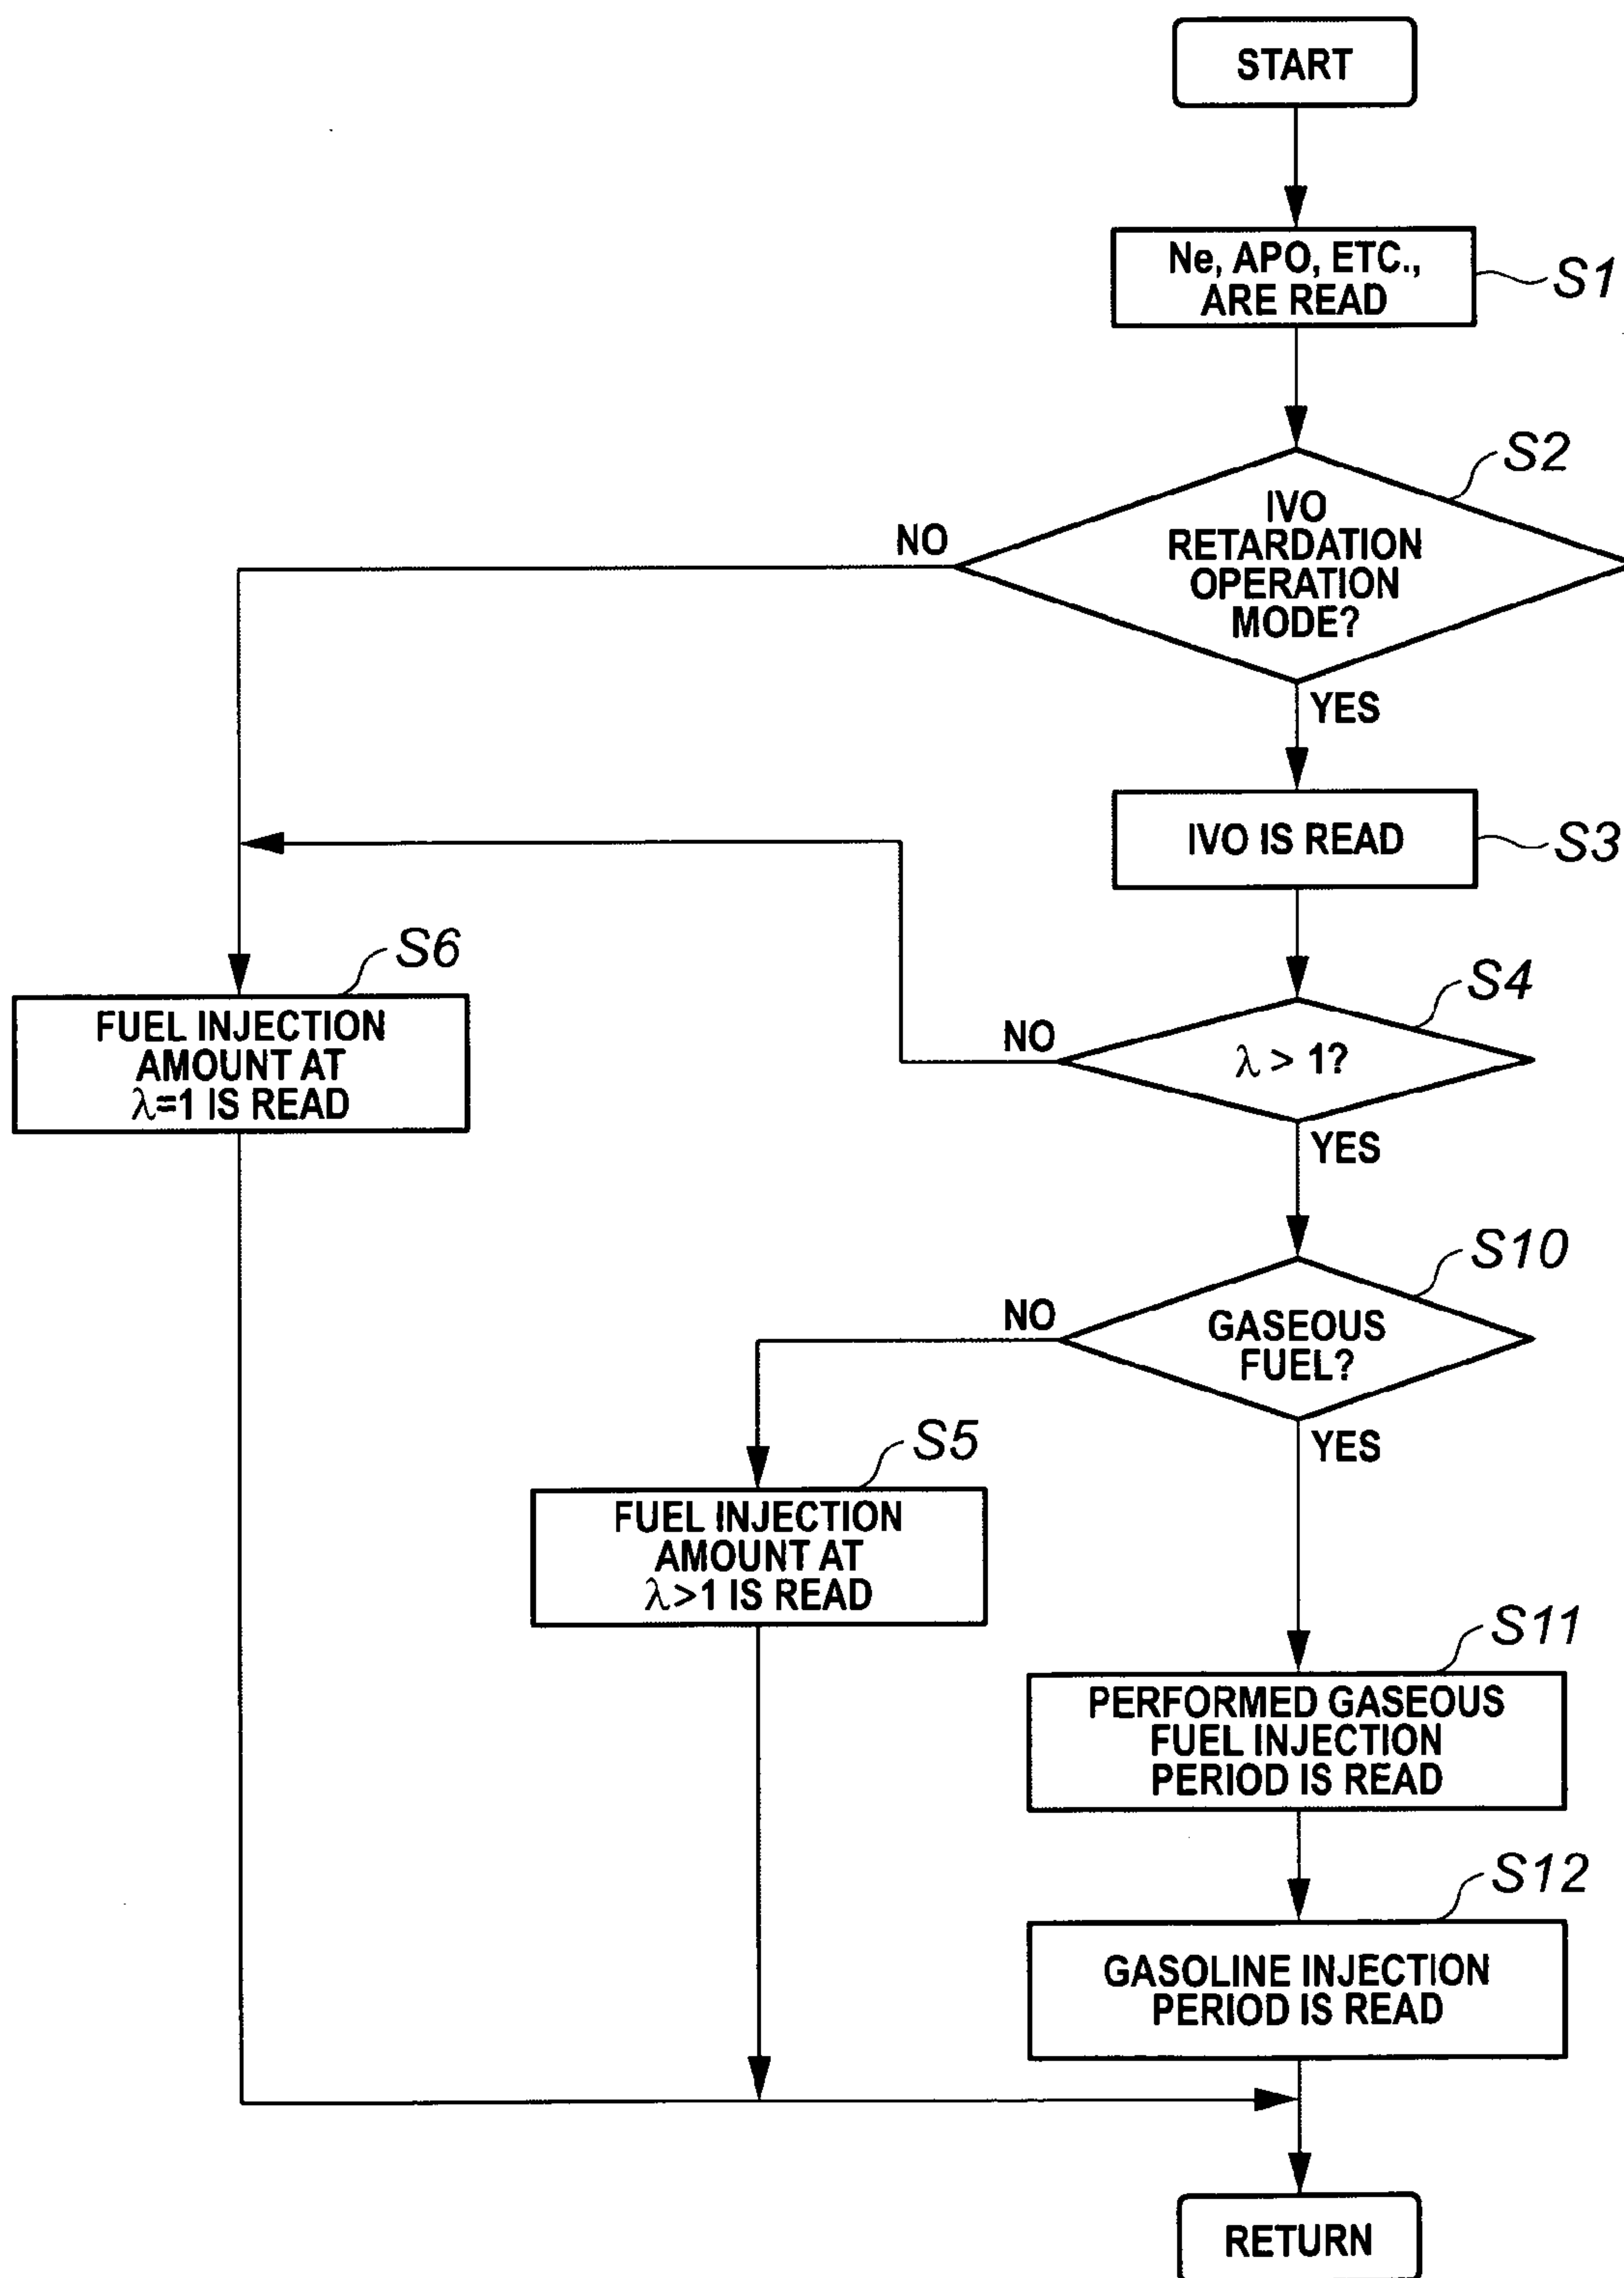 START
Ne, APO, ETC.,
ARE READ
S1
S2
IVO
RETARDATION
OPERATION
MODE?
NO
YES
IVO IS READ
S3
S6
FUEL INJECTION
AMOUNT AT
λ=1 IS READ
S4
NO
λ > 1?
YES
S10
NO
GASEOUS
FUEL?
YES
S5
FUEL INJECTION
AMOUNT AT
λ>1 IS READ
S11
PERFORMED GASEOUS
FUEL INJECTION
PERIOD IS READ
S12
GASOLINE INJECTION
PERIOD IS READ
RETURN